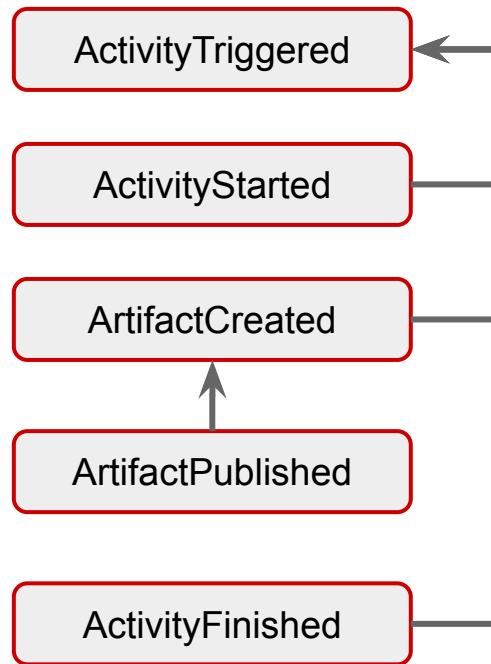 ActivityTriggered
ActivityStarted
ArtifactCreated
ArtifactPublished
ActivityFinished